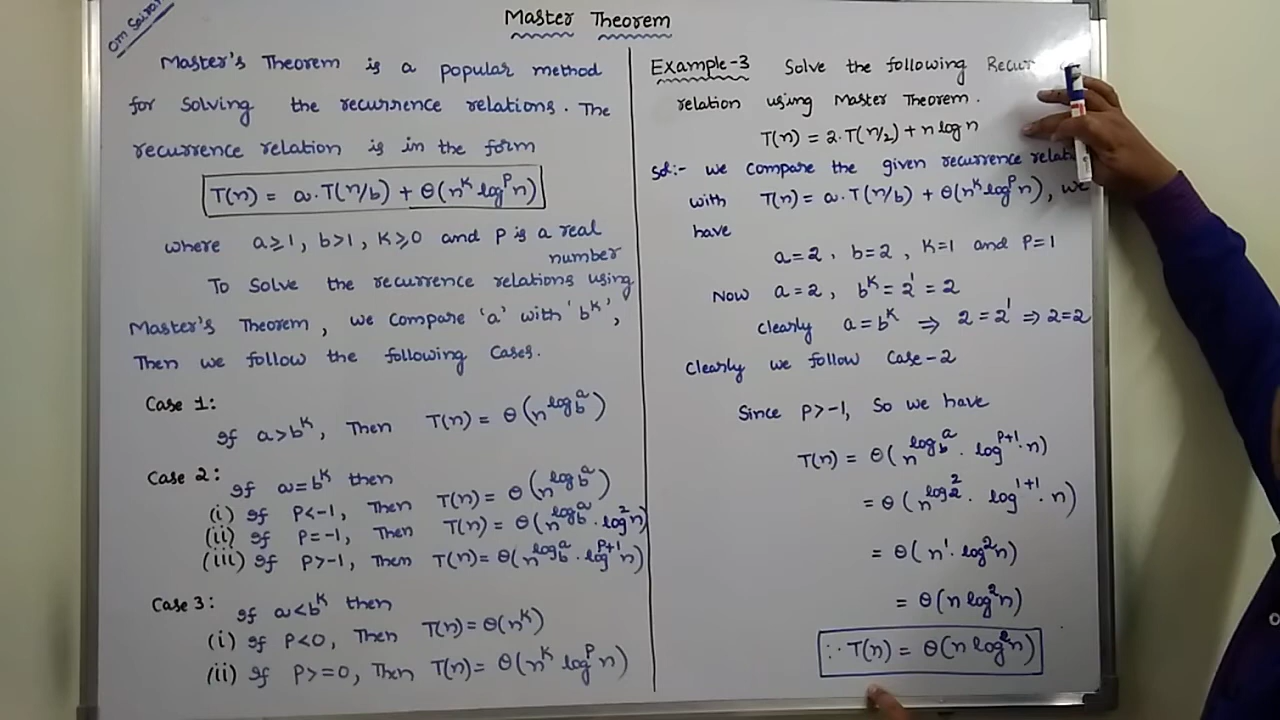 Om Sairam
Master Theorem
Master's Theorem is a popular method
for solving the recurrence relations. The
recurrence relation is in the form
T(n) = a·T(n/b) + θ(n^k log^p n)
where a≥1, b>1, k≥0 and p is a real
number
To solve the recurrence relations using
Master's Theorem, we compare 'a' with 'b^k',
Then we follow the following Cases.
Case 1:
If a>b^k, Then T(n) = θ(n^log_b^a)
Case 2:
If a=b^k then
(i) If P<-1, Then T(n) = θ(n^log_b^a)
(ii) If P=-1, Then T(n) = θ(n^log_b^a · log^2 n)
(iii) If P>-1, Then T(n) = θ(n^log_b^a · log^p+1 n)
Case 3:
If a<b^k then
(i) If P<0, Then T(n) = θ(n^k)
(ii) If P>=0, Then T(n) = θ(n^k log^p n)
Example-3 Solve the following
relation using Master Theorem.
T(n) = 2·T(n/2) + n log n
Sol:- we compare the given recurrence
with T(n) = a·T(n/b) + θ(n^k log^p n), we
have
a=2, b=2, k=1 and P=1
Now a=2, b^k = 2^1 = 2
clearly a=b^k ⇒ 2=2^1 ⇒ 2=2
Clearly we follow Case-2
Since P>-1, So we have
T(n) = θ(n^log_b^a · log^p+1 · n)
= θ(n^log_2^2 · log^1+1 · n)
= θ(n^1 · log^2 n)
= θ(n log^2 n)
∵ T(n) = θ(n log^2 n)